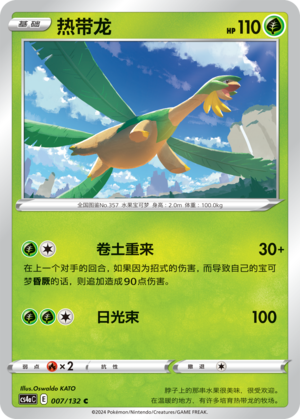 基础
热带龙
HP 110
全国图鉴No.357 水果宝可梦 身高:2.0m 体重:100.0kg
卷土重来 30+
在上一个对手的回合,如果因为招式的伤害,而导致自己的宝可
梦昏厥的话,则追加造成90点伤害。
日光束 100
弱点 ×2 抵抗力 撤退
Illus.Oswaldo KATO
CS4aC E 007/132 C
脖子上的那串水果很美味,很受欢迎。
在温暖的地方,有许多培育热带龙的牧场。
©2024 Pokémon/Nintendo/Creatures/GAME FREAK.